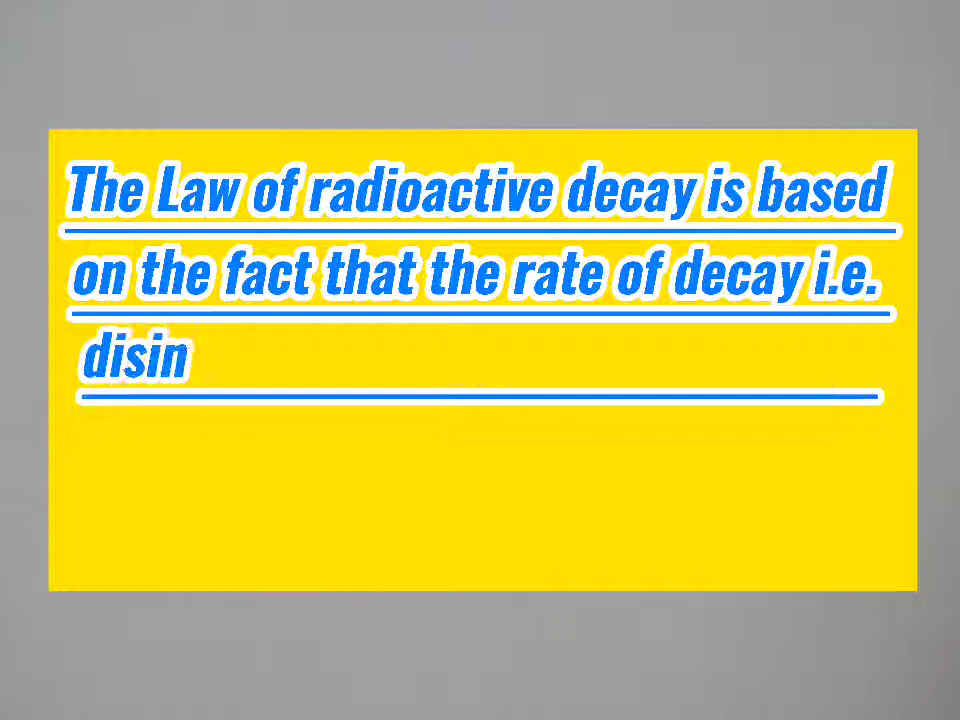 The Law of radioactive decay is based
on the fact that the rate of decay i.e.
disin